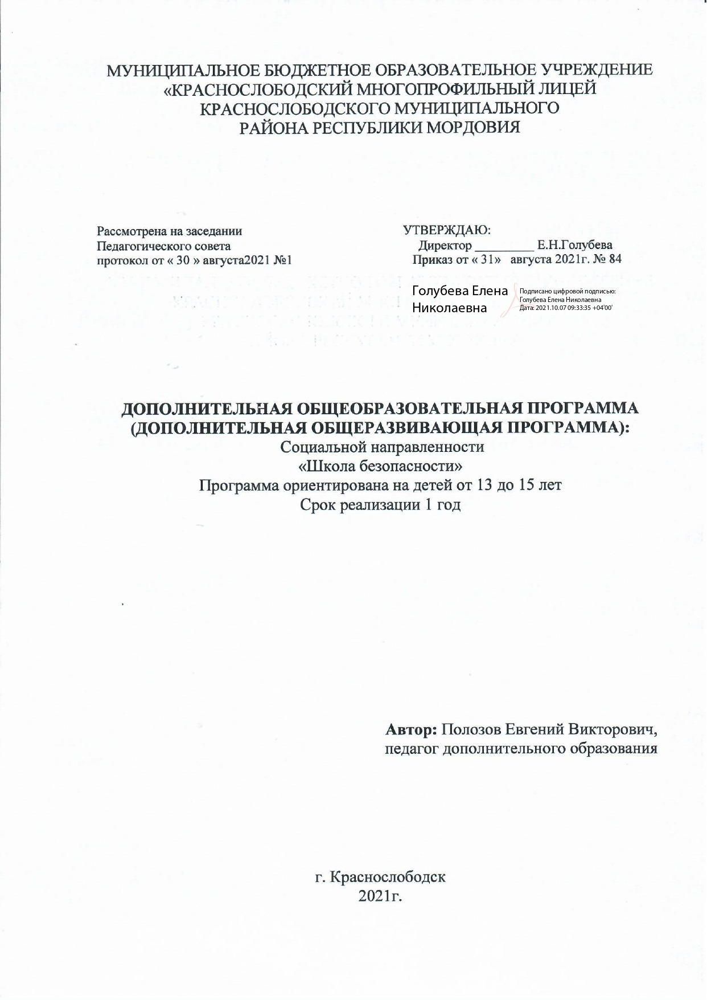 МУНИЦИПАЛЬНОЕ БЮДЖЕТНОЕ ОБРАЗОВАТЕЛЬНОЕ УЧРЕЖДЕНИЕ
«КРАСНОСЛОБОДСКИЙ МНОГОПРОФИЛЬНЫЙ ЛИЦЕЙ
КРАСНОСЛОБОДСКОГО МУНИЦИПАЛЬНОГО
РАЙОНА РЕСПУБЛИКИ МОРДОВИЯ
Рассмотрена на заседании
Педагогического совета
протокол от « 30 » августа2021 №1
УТВЕРЖДАЮ:
Директор _________ Е.Н.Голубева
Приказ от « 31» августа 2021г. № 84
Голубева Елена
Николаевна
Подписано цифровой подписью:
Голубева Елена Николаевна
Дата: 2021.10.07 09:33:35 +04'00'
ДОПОЛНИТЕЛЬНАЯ ОБЩЕОБРАЗОВАТЕЛЬНАЯ ПРОГРАММА
(ДОПОЛНИТЕЛЬНАЯ ОБЩЕРАЗВИВАЮЩАЯ ПРОГРАММА):
Социальной направленности
«Школа безопасности»
Программа ориентирована на детей от 13 до 15 лет
Срок реализации 1 год
Автор: Полозов Евгений Викторович,
педагог дополнительного образования
г. Краснослободск
2021г.